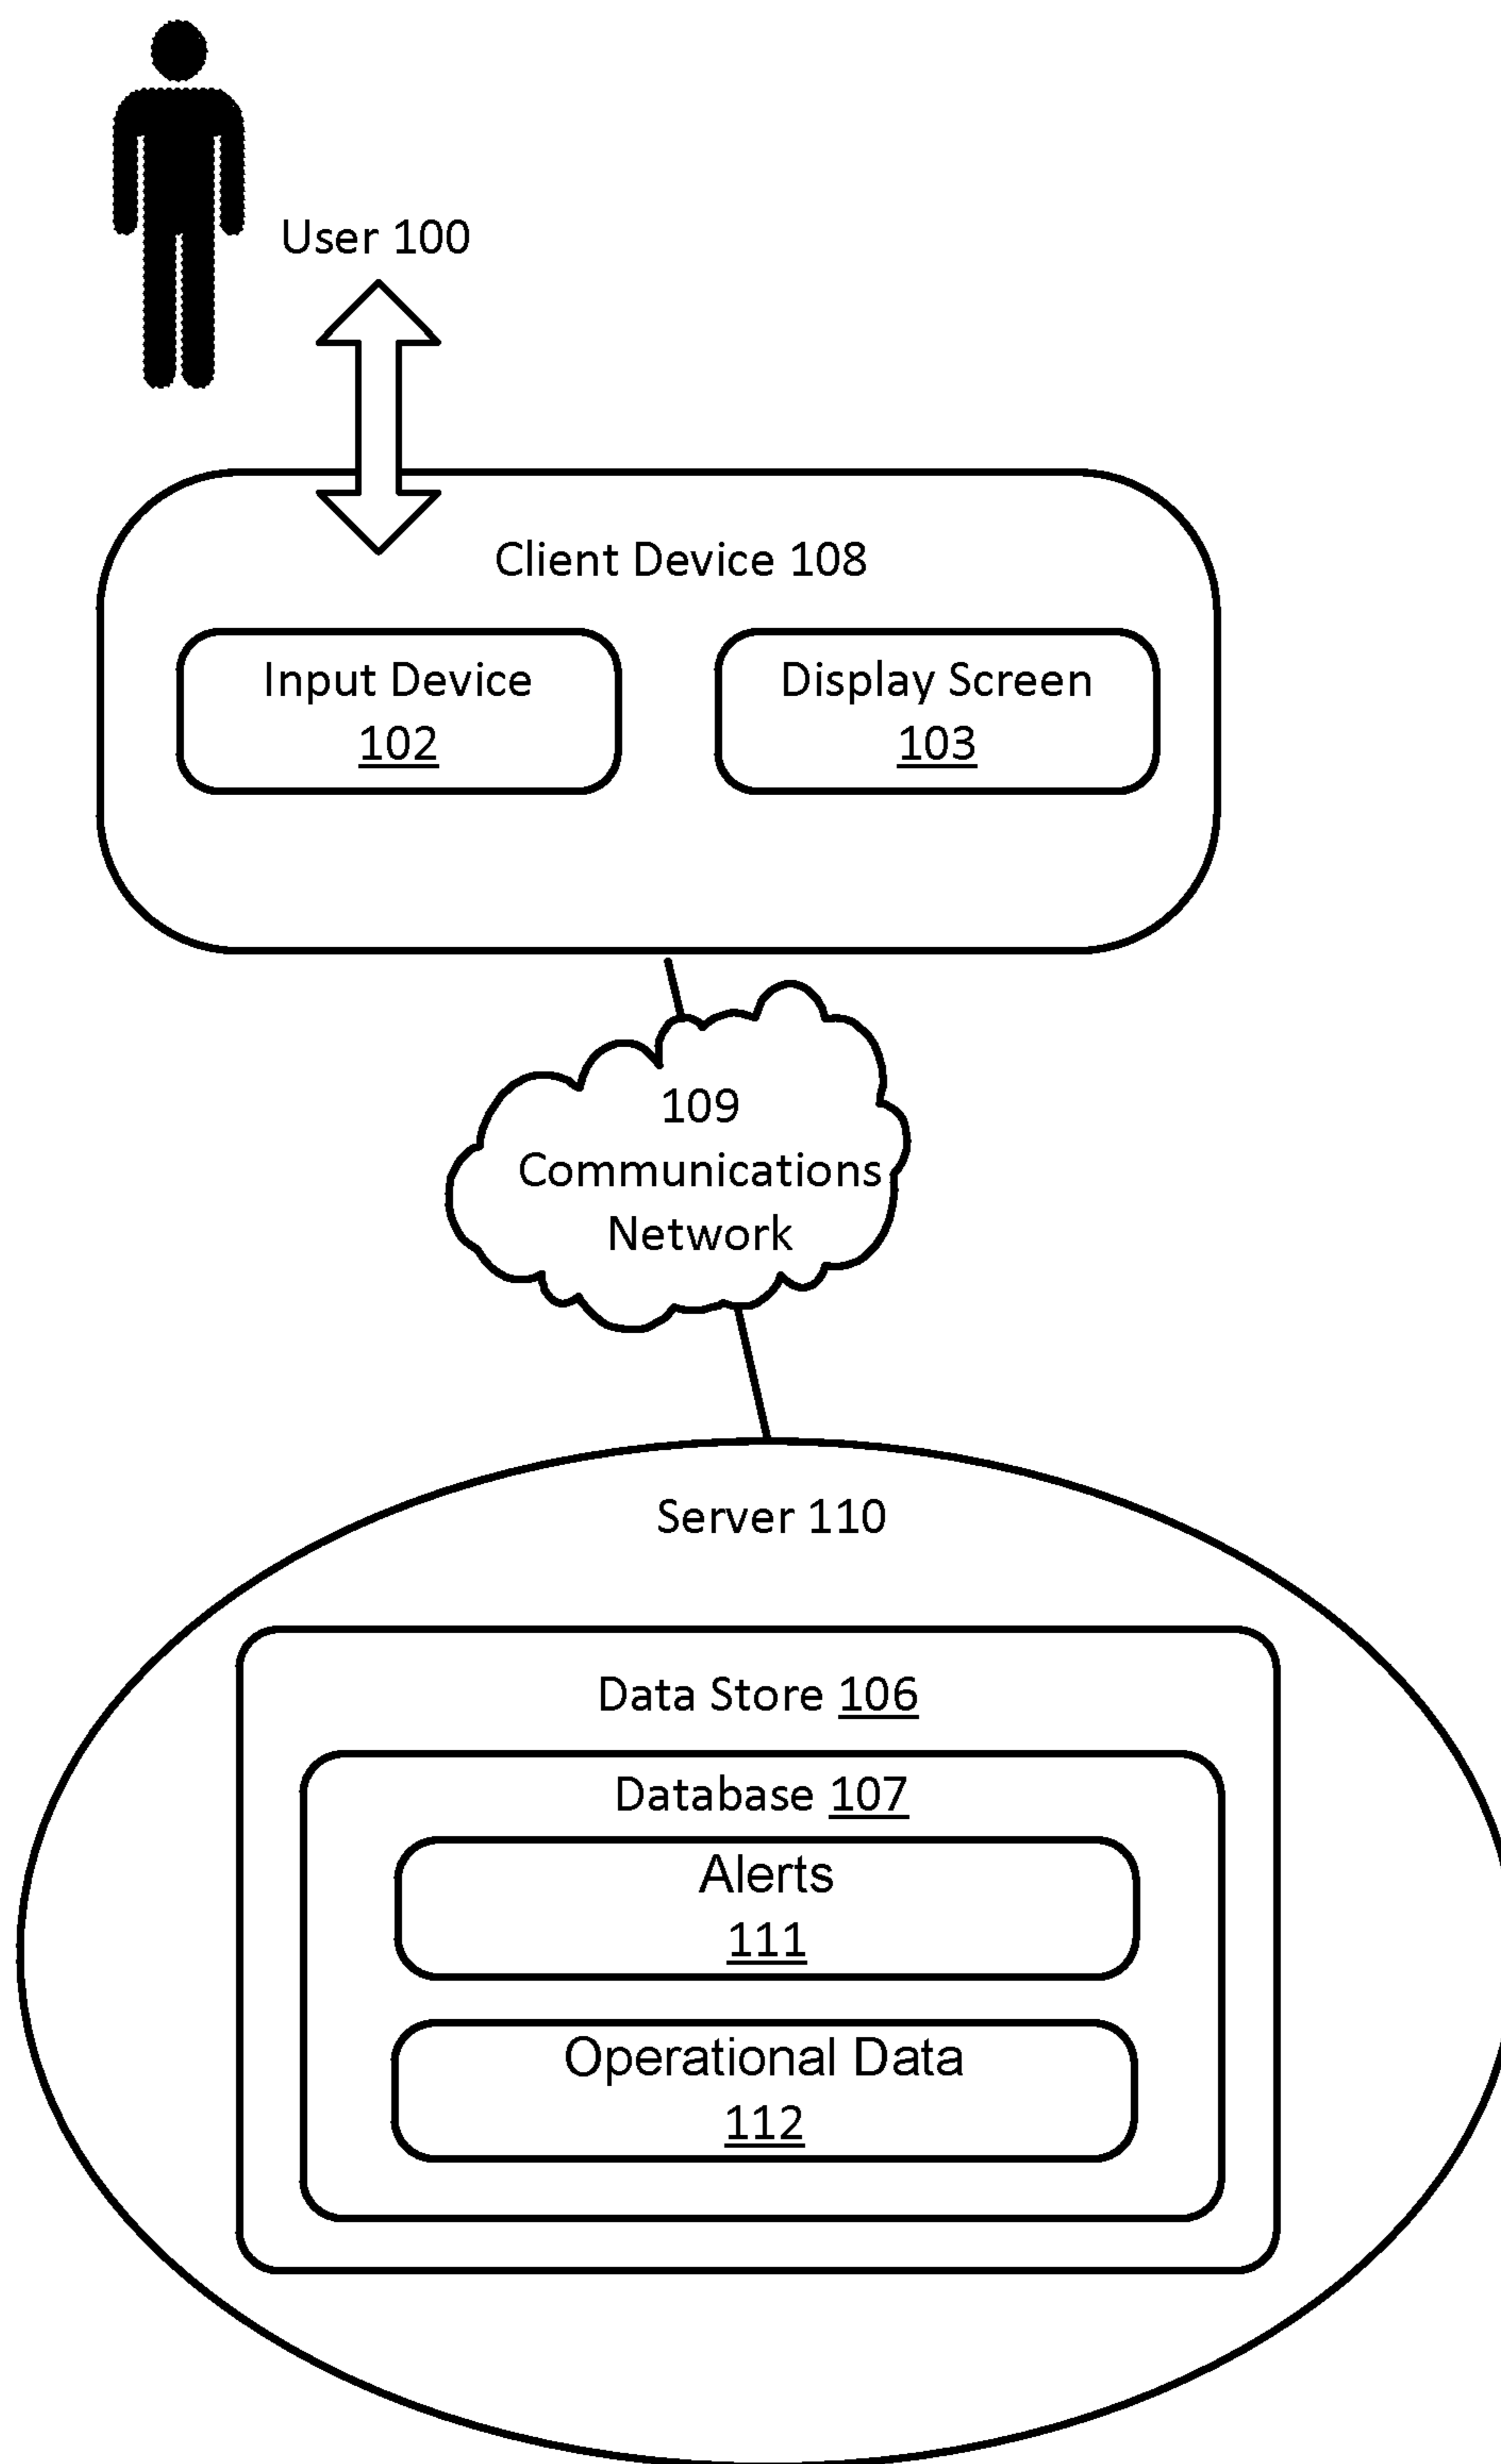 User 100
Client Device 108
Input Device
102
Display Screen
103
109
Communications
Network
Server 110
Data Store 106
Database 107
Alerts
111
Operational Data
112